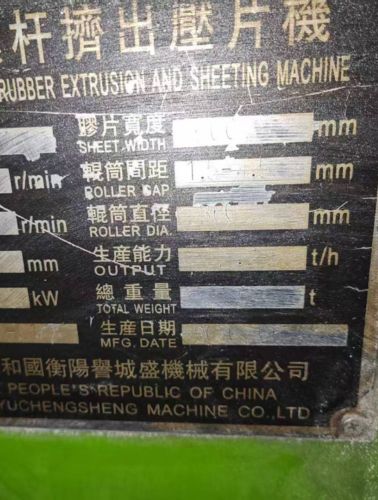 杆擠出壓片機
RUBBER EXTRUSION AND SHEETING MACHINE
膠片寬度 mm
SHEET WIDTH
r/min 輥筒間距 mm
ROLLER GAP
r/min 輥筒直徑 mm
ROLLER DIA.
mm 生産能力 t/h
OUTPUT
kW 總重量 t
TOTAL WEIGHT
生産日期
MFG. DATE
和國衡陽譽城盛機械有限公司
PEOPLE'S REPUBLIC OF CHINA
YUCHENGSHENG MACHINE CO.,LTD